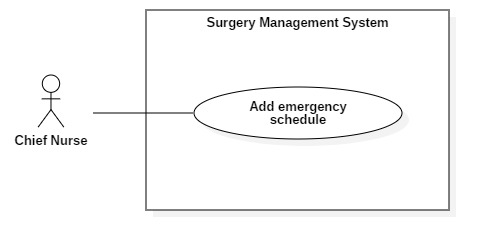 Surgery Management System
Add emergency
schedule
Chief Nurse